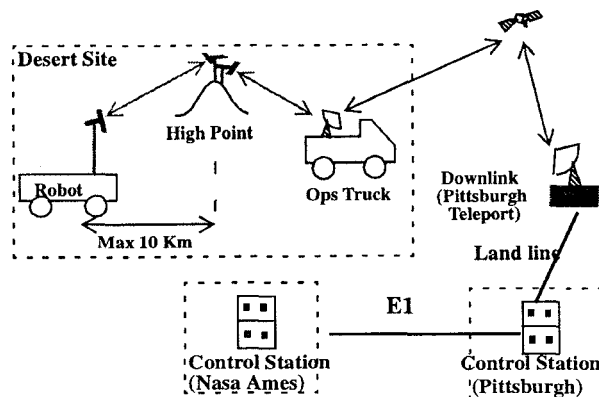 Desert Site
High Point
Robot
Ops Truck
Max 10 Km
Downlink
(Pittsburgh
Teleport)
Land line
E1
Control Station
(Nasa Ames)
Control Station
(Pittsburgh)